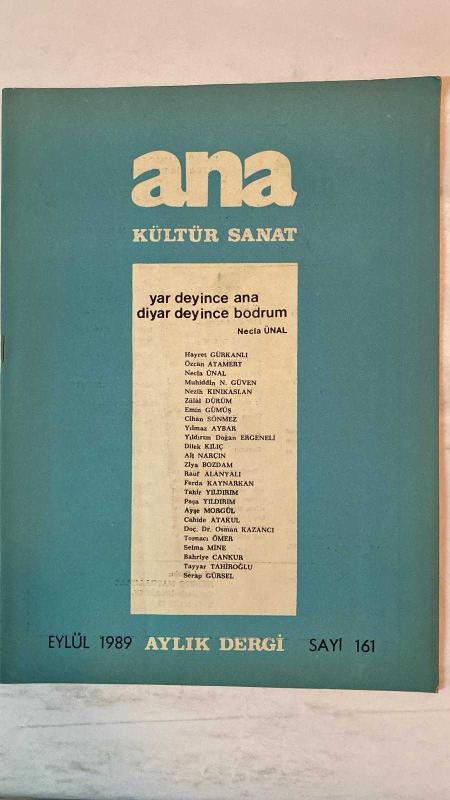 ana
KÜLTÜR SANAT
yar deyince ana
diyar deyince bodrum
Necla ÜNAL
Hayret GÜRKANLI
Özcan ATAMERT
Necla ÜNAL
Muhiddin N. GÜVEN
Nezih KINIKASLAN
Zülâl DÜRÜM
Emin GÜMÜŞ
Cihan SÖNMEZ
Yılmaz AYBAR
Yıldırım Doğan ERGENELİ
Dilek KILIÇ
Ali NARÇIN
Ziya BOZDAM
Rauf ALANYALI
Ferda KAYNARKAN
Tahir YILDIRIM
Paşa YILDIRIM
Ayşe MORGÜL
Cahide ATAKUL
Doç. Dr. Osman KAZANCI
Tornacı ÖMER
Selma MİNE
Bahriye CANKUR
Tayyar TAHİROĞLU
Serap GÜRSEL
EYLÜL 1989 AYLIK DERGİ SAYI 161